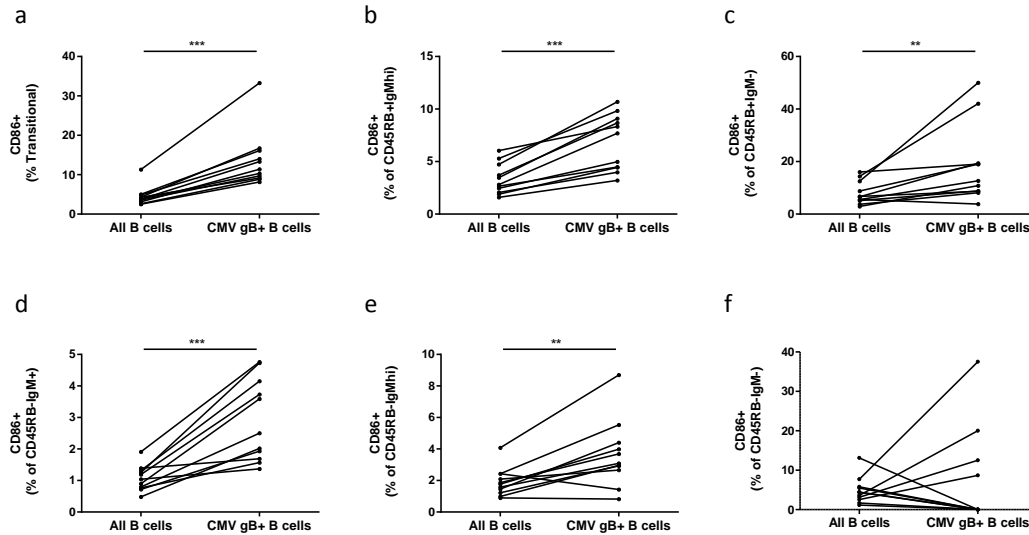 a
***
CD86+
(% Transitional)
40
30
20
10
0
All B cells
CMV gB+ B cells
b
***
CD86+
(% of CD45RB+IgMhi)
15
10
5
0
All B cells
CMV gB+ B cells
c
**
CD86+
(% of CD45RB+IgM-)
60
40
20
0
All B cells
CMV gB+ B cells
d
***
CD86+
(% of CD45RB-IgM+)
5
4
3
2
1
0
All B cells
CMV gB+ B cells
e
**
CD86+
(% of CD45RB-IgMhi)
10
8
6
4
2
0
All B cells
CMV gB+ B cells
f
CD86+
(% of CD45RB-IgM-)
40
30
20
10
0
All B cells
CMV gB+ B cells